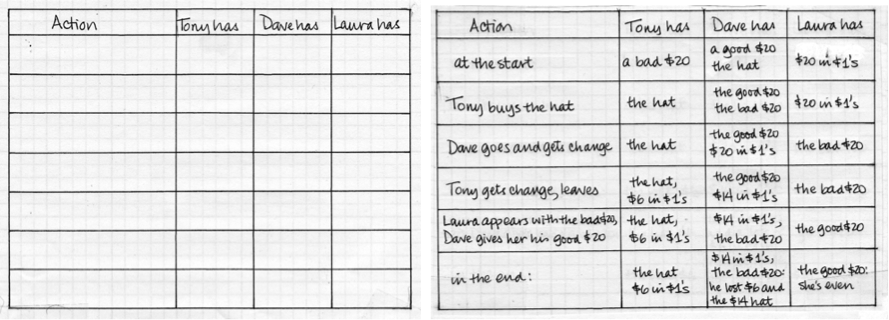 Action Tony has Dave has Laura has
Action Tony has Dave has Laura has
at the start a bad $20 a good $20 $20 in $1's
the hat
Tony buys the hat the hat the good $20 $20 in $1's
the bad $20
Dave goes and gets change the hat the good $20 the bad $20
$20 in $1's
Tony gets change, leaves the hat, the good $20 the bad $20
$6 in $1's $14 in $1's
Laura appears with the bad $20, the hat, $14 in $1's, the good $20
Dave gives her his good $20 $6 in $1's the bad $20
in the end: the hat $14 in $1's, the good $20:
$6 in $1's the bad $20: she's even
he lost $6 and
the $14 hat